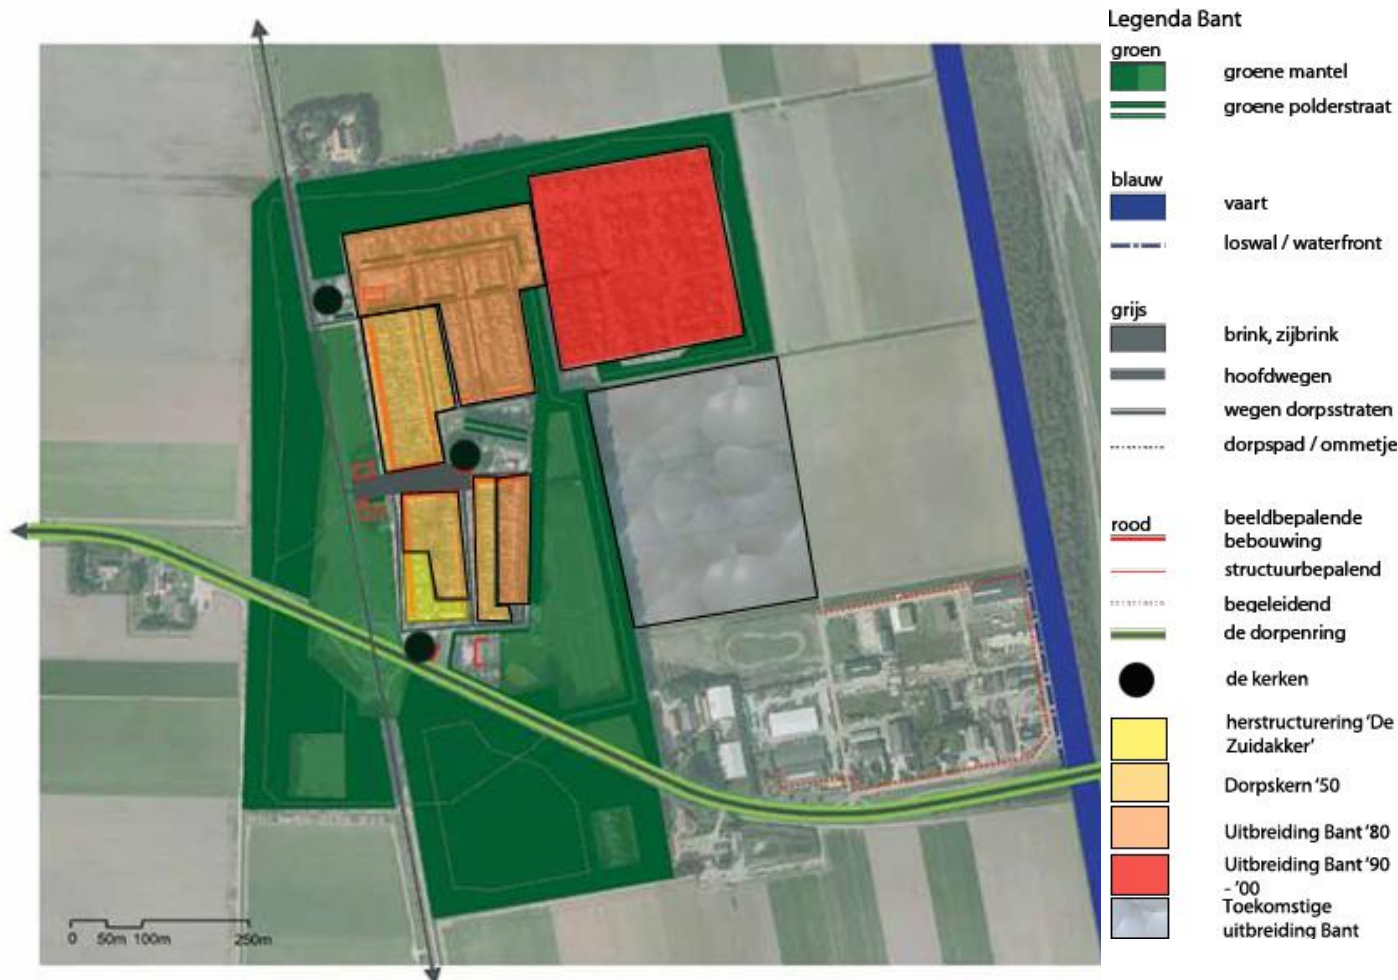 Legenda Bant
groen
groene mantel
groene polderstraat
blauw
vaart
loswal / waterfront
grijs
brink, zijbrink
hoofdwegen
wegen dorpsstraten
dorpspad / ommetje
rood
beeldbepalende
bebouwing
structuurbepalend
begeleidend
de dorpenring
de kerken
herstructurering 'De
Zuidakker'
Dorpskern '50
Uitbreiding Bant '80
Uitbreiding Bant '90
- '00
Toekomstige
uitbreiding Bant
0 50m 100m 250m